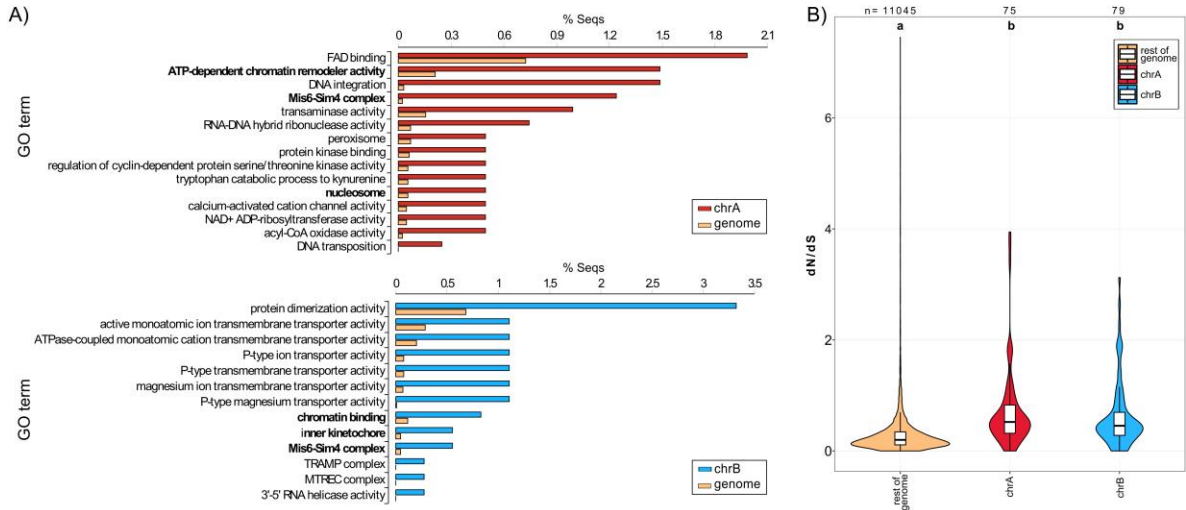 A)
% Seqs
0 0.3 0.6 0.9 1.2 1.5 1.8 2.1
GO term
FAD binding
ATP-dependent chromatin remodeler activity
DNA integration
Mis6-Sim4 complex
transaminase activity
RNA-DNA hybrid ribonuclease activity
peroxisome
protein kinase binding
regulation of cyclin-dependent protein serine/threonine kinase activity
tryptophan catabolic process to kynurenine
nucleosome
calcium-activated cation channel activity
NAD+ ADP-ribosyltransferase activity
acyl-CoA oxidase activity
DNA transposition
chrA
genome
% Seqs
0 0.5 1 1.5 2 2.5 3 3.5
GO term
protein dimerization activity
active monoatomic ion transmembrane transporter activity
ATPase-coupled monoatomic cation transmembrane transporter activity
P-type ion transporter activity
P-type transmembrane transporter activity
magnesium ion transmembrane transporter activity
P-type magnesium transporter activity
chromatin binding
inner kinetochore
Mis6-Sim4 complex
TRAMP complex
MTREC complex
3'-5' RNA helicase activity
chrB
genome
B)
n= 11045 75 79
a b b
rest of
genome
chrA
chrB
dN/dS
6
4
2
0
rest of
genome
chrA
chrB